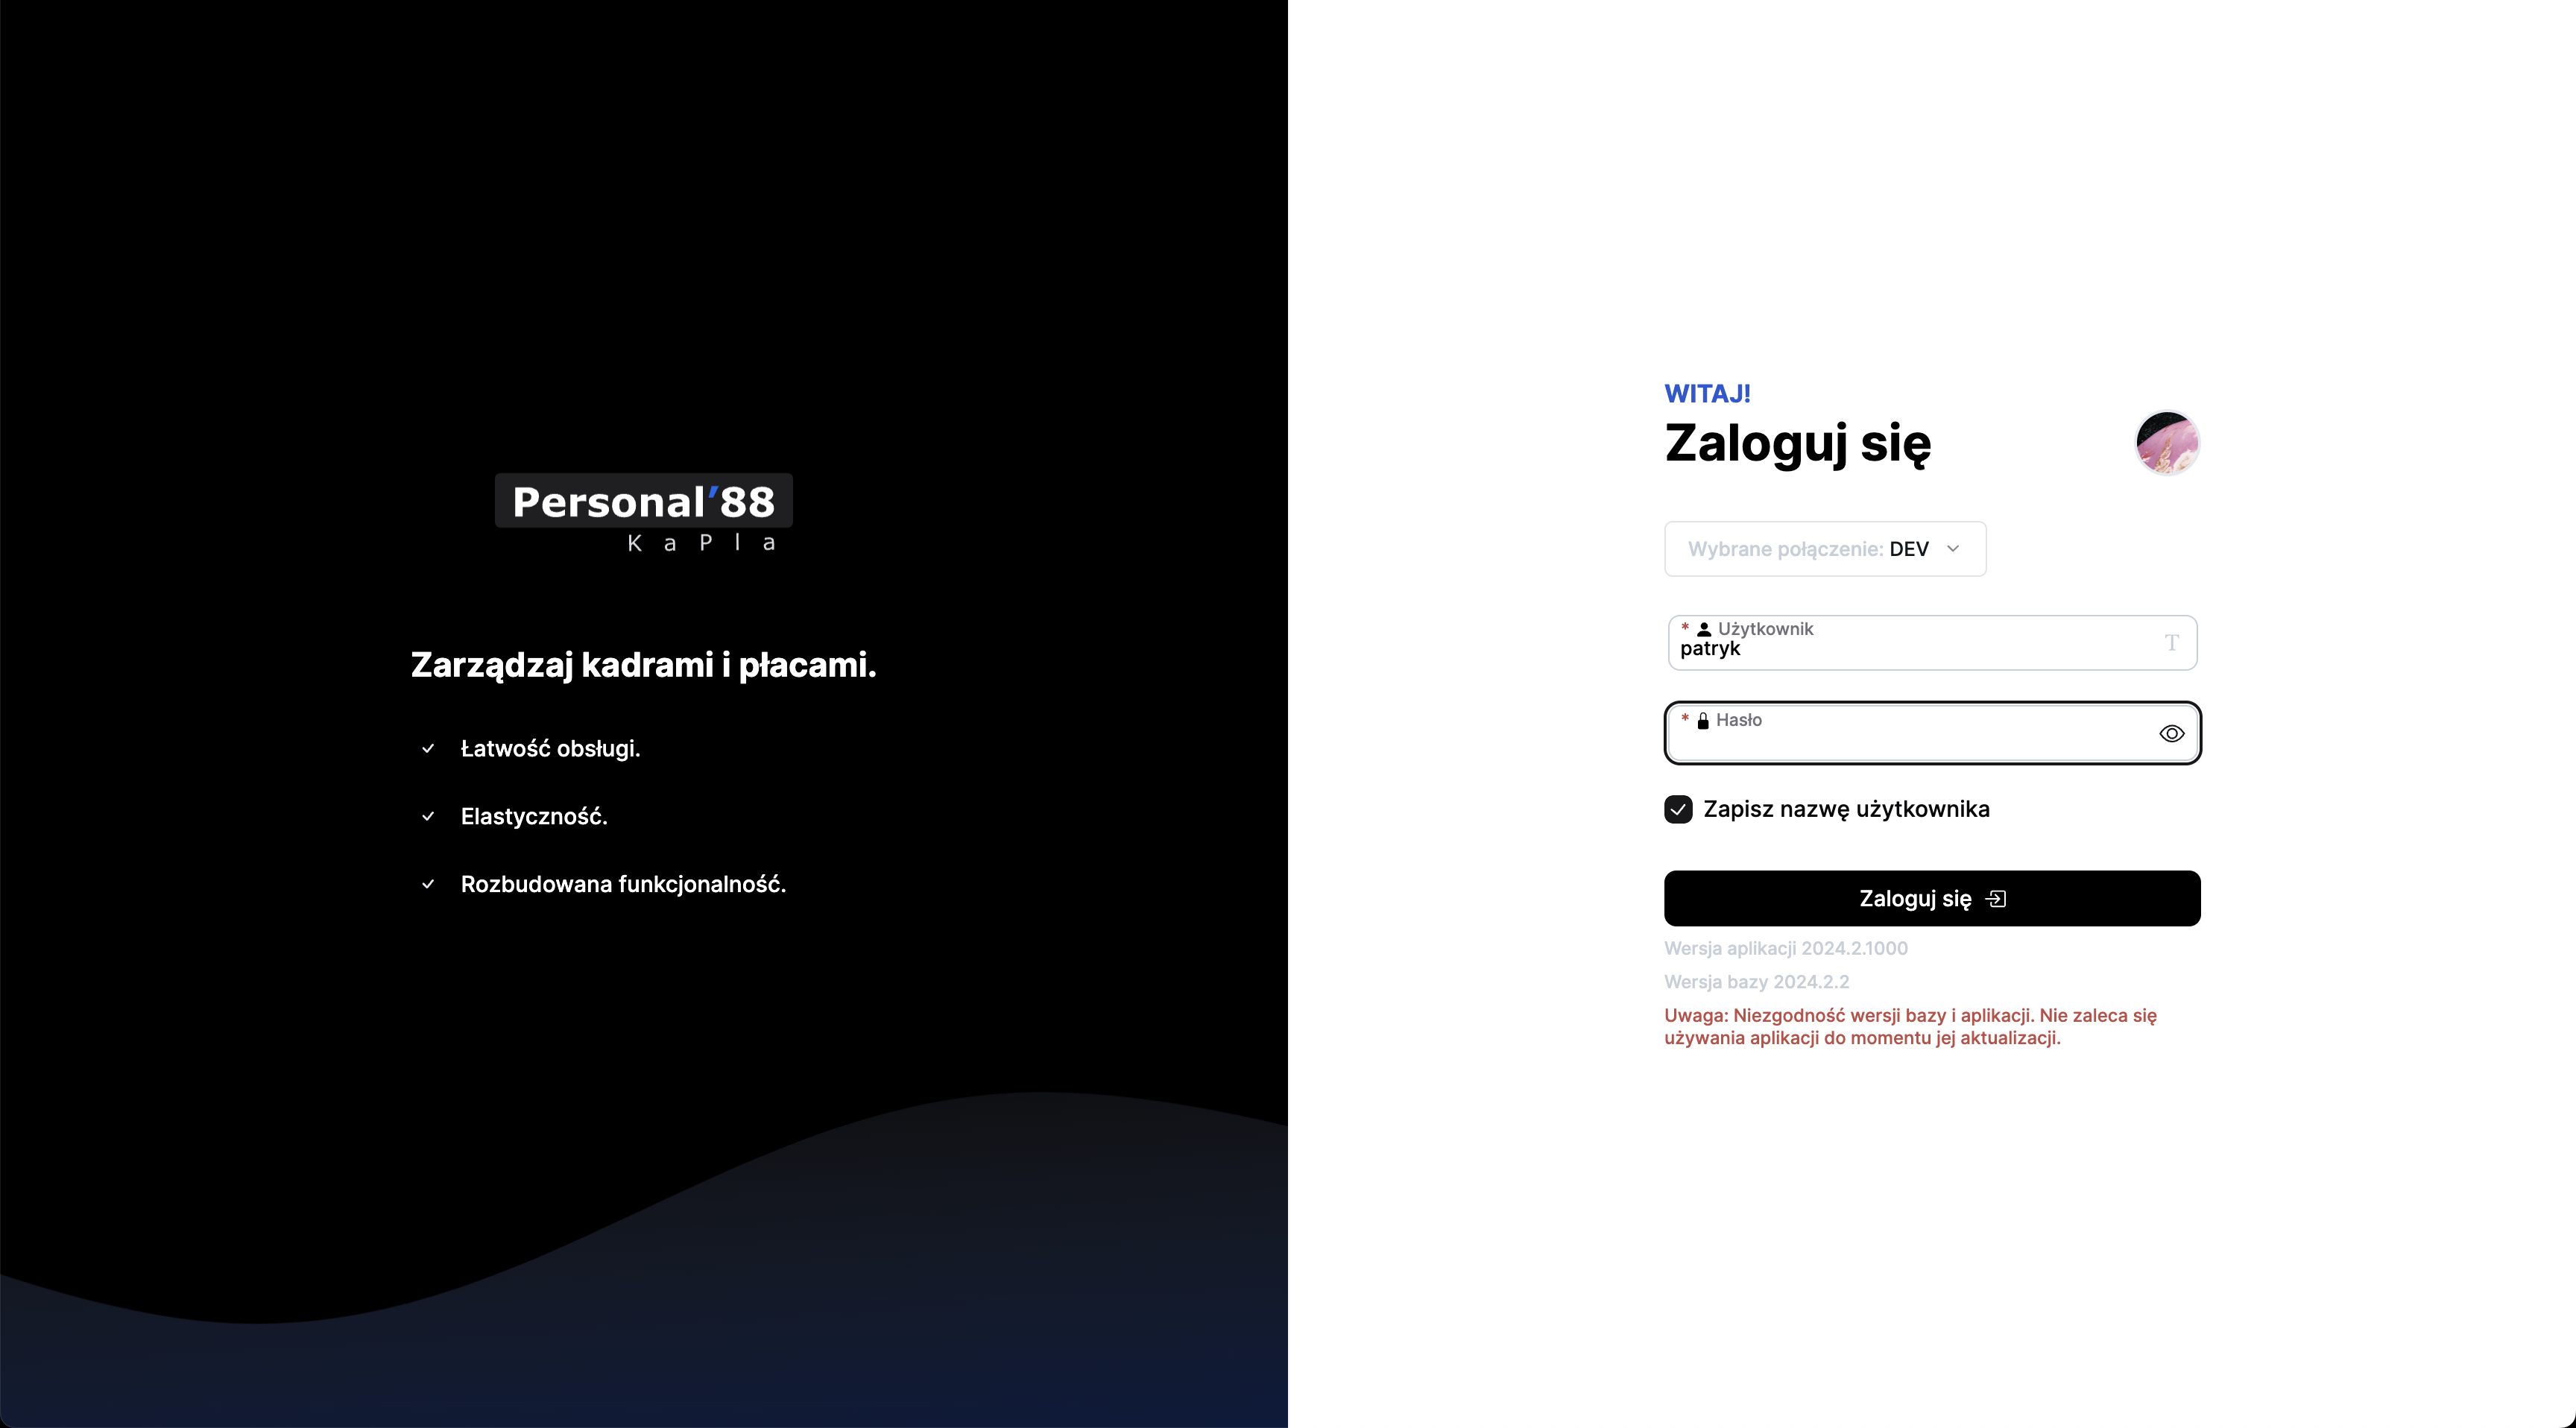 Personal'88
KaPla
Zarządzaj kadrami i płacami.
Łatwość obsługi.
Elastyczność.
Rozbudowana funkcjonalność.
WITAJ!
Zaloguj się
Wybrane połączenie: DEV
* Użytkownik
patryk
* Hasło
Zapisz nazwę użytkownika
Zaloguj się
Wersja aplikacji 2024.2.1000
Wersja bazy 2024.2.2
Uwaga: Niezgodność wersji bazy i aplikacji. Nie zaleca się
używania aplikacji do momentu jej aktualizacji.